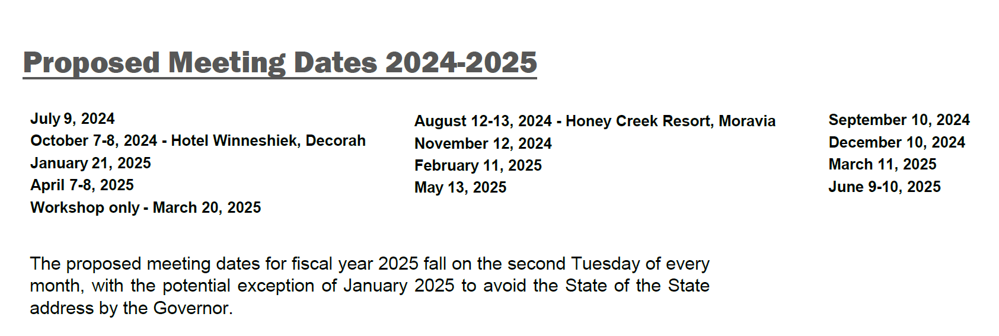 Proposed Meeting Dates 2024-2025
July 9, 2024
October 7-8, 2024 - Hotel Winneshiek, Decorah
January 21, 2025
April 7-8, 2025
Workshop only - March 20, 2025
August 12-13, 2024 - Honey Creek Resort, Moravia
November 12, 2024
February 11, 2025
May 13, 2025
September 10, 2024
December 10, 2024
March 11, 2025
June 9-10, 2025
The proposed meeting dates for fiscal year 2025 fall on the second Tuesday of every
month, with the potential exception of January 2025 to avoid the State of the State
address by the Governor.